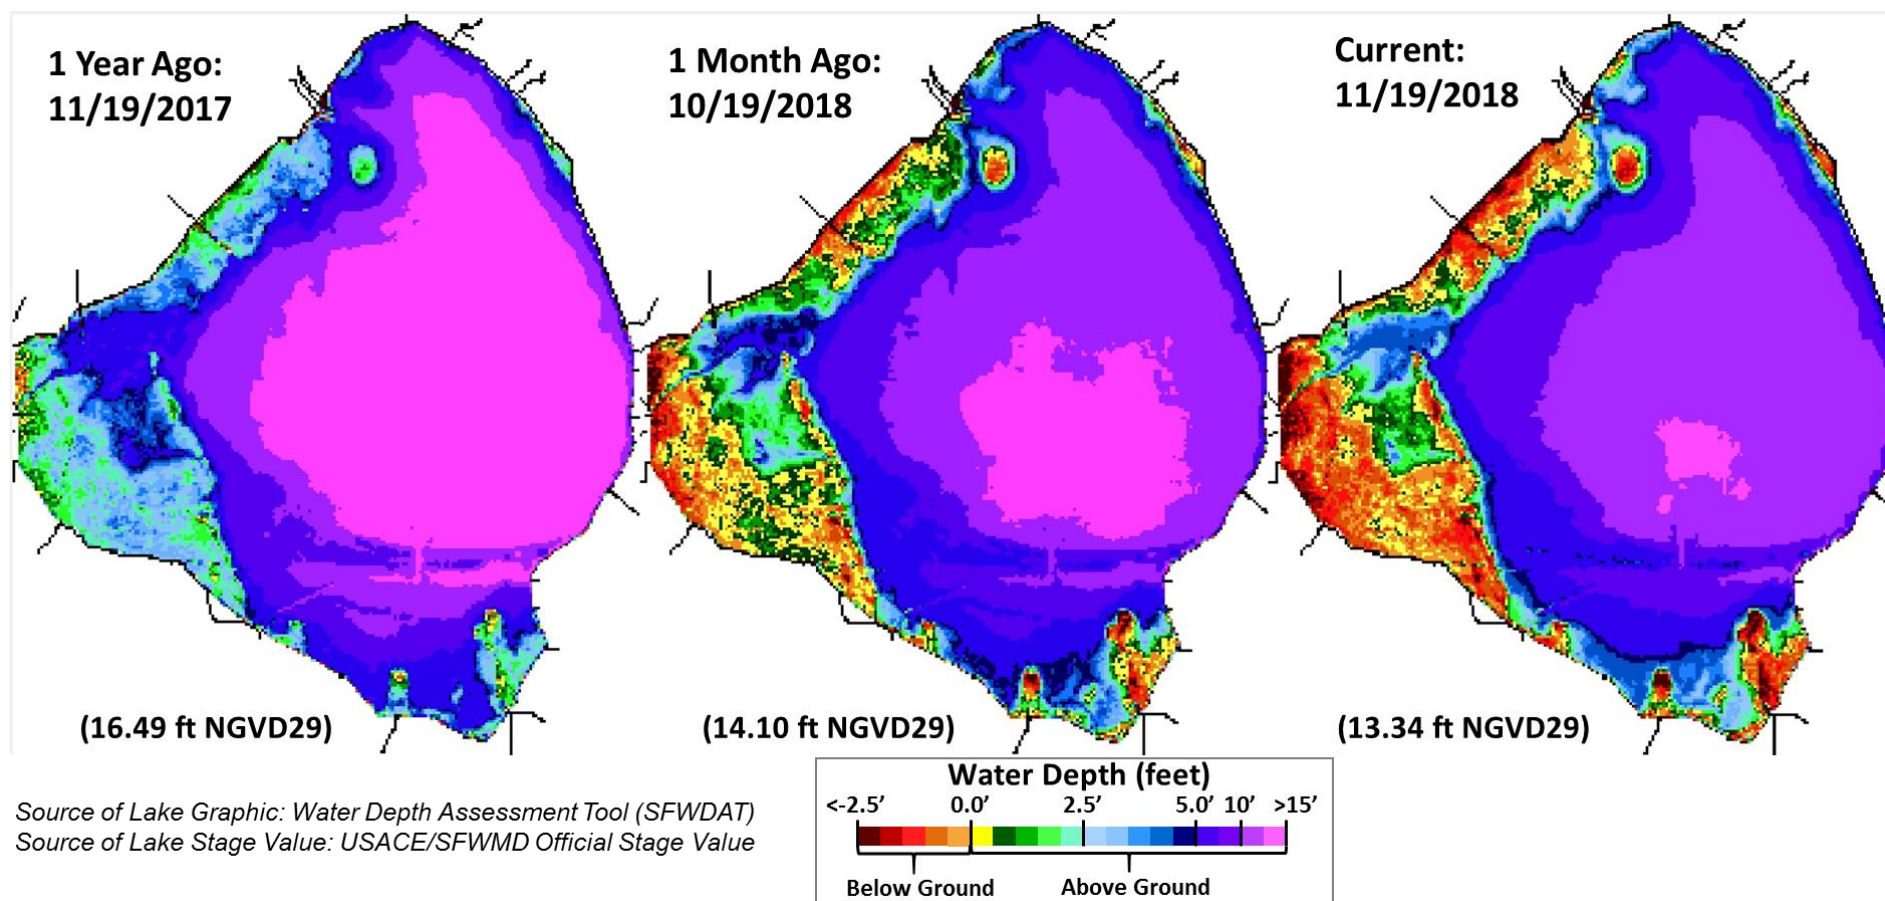 1 Year Ago:
11/19/2017
1 Month Ago:
10/19/2018
Current:
11/19/2018
(16.49 ft NGVD29)
(14.10 ft NGVD29)
(13.34 ft NGVD29)
Water Depth (feet)
<-2.5’ 0.0’ 2.5’ 5.0’ 10’ >15’
Below Ground Above Ground
Source of Lake Graphic: Water Depth Assessment Tool (SFWDAT)
Source of Lake Stage Value: USACE/SFWMD Official Stage Value